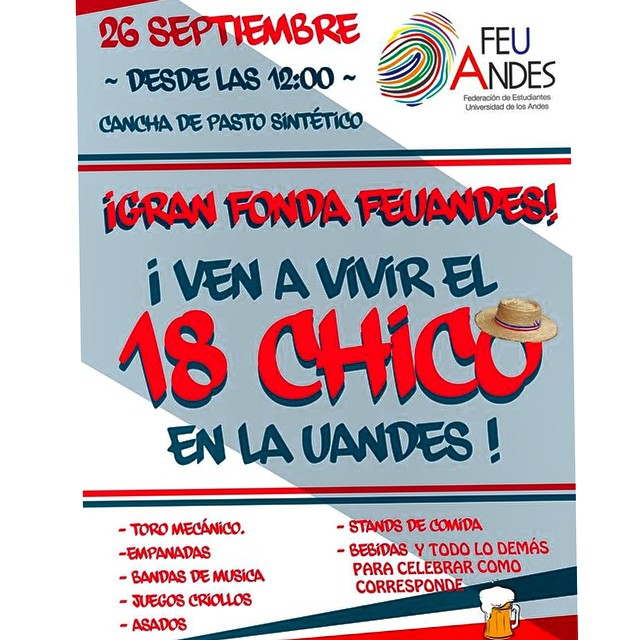 26 SEPTIEMBRE
~ DESDE LAS 12:00 ~
CANCHA DE PASTO SINTÉTICO
FEU
ANDES
Federación de Estudiantes
Universidad de los Andes
¡GRAN FONDA FEUANDES!
¡VEN A VIVIR EL
18 CHICO
EN LA UANDES!
- TORO MECÁNICO.
-EMPANADAS
- BANDAS DE MUSICA
- JUEGOS CRIOLLOS
- ASADOS
- STANDS DE COMIDA
- BEBIDAS Y TODO LO DEMÁS
PARA CELEBRAR COMO
CORRESPONDE